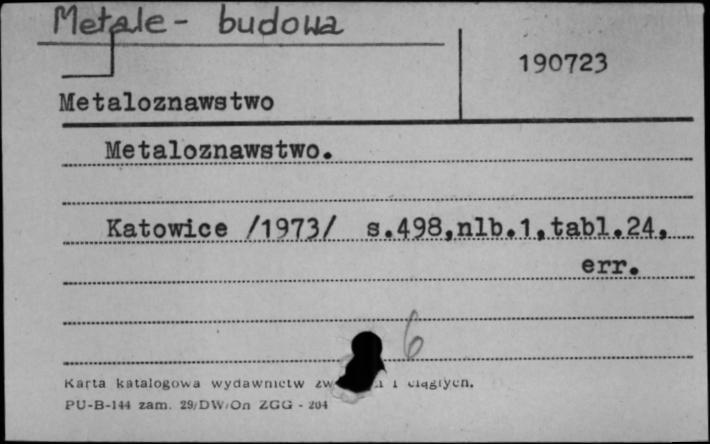 Metale - budowa
190723
Metaloznawstwo
Metaloznawstwo.
Katowice /1973/ s.498,nlb.1,tabl.24,
err.
6
Karta katalogowa wydawnictw i ciągłych.
PU-B-144 zam. 29/DW/On ZGG - 204